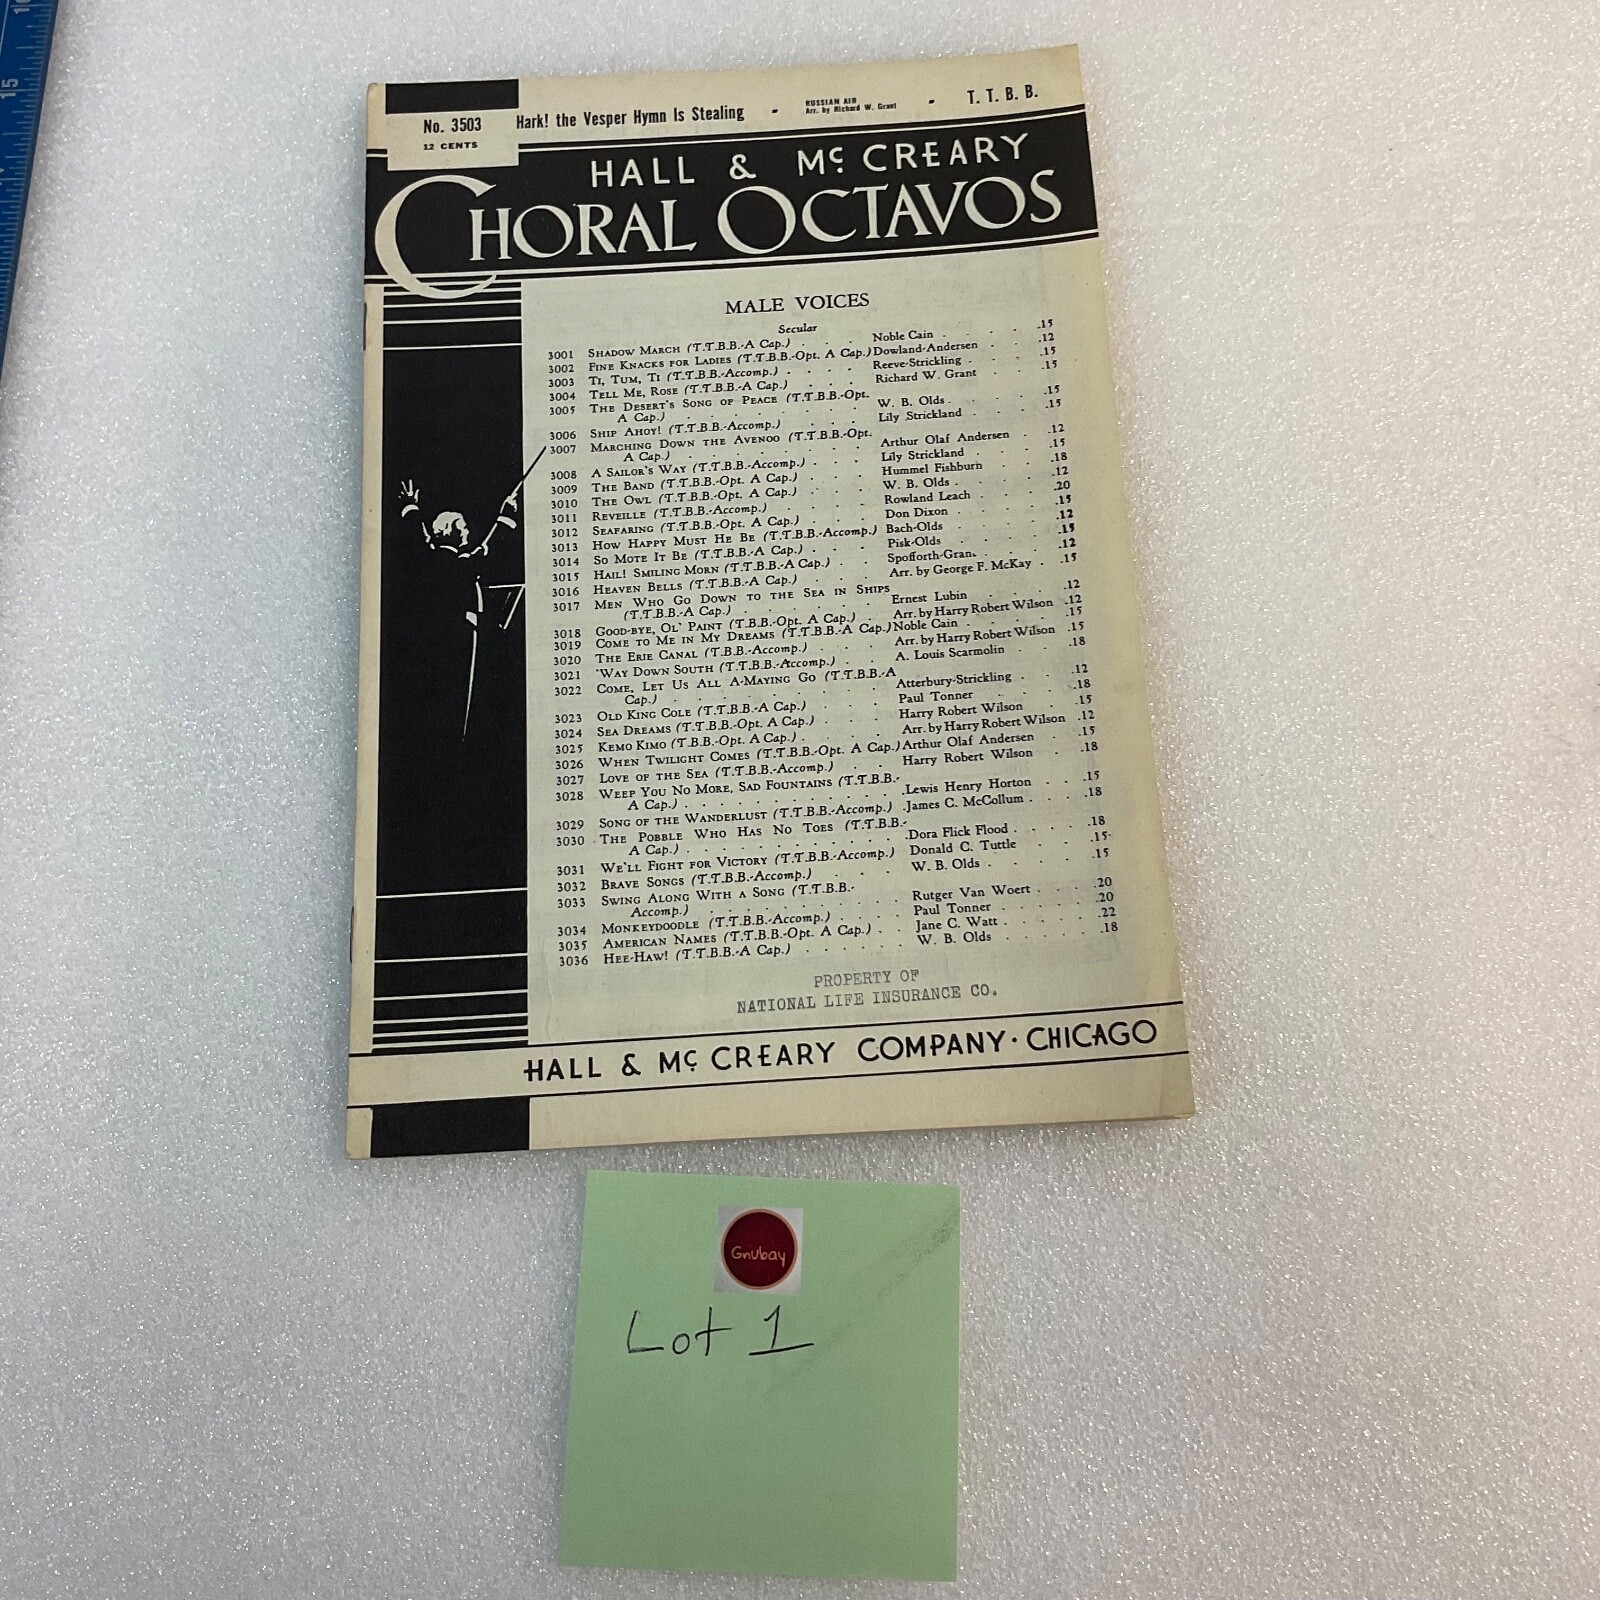 No. 3503
12 CENTS
Hark! the Vesper Hymn Is Stealing - RUSSIAN AIR - T. T. B. B.
Arr. by Richard W. Grant
HALL & Mc CREARY
CHORAL OCTAVOS
MALE VOICES
Secular
3001 SHADOW MARCH (T.T.B.B.-A Cap.) . . . Noble Cain . . . . .15
3002 FINE KNACKS FOR LADIES (T.T.B.B.-Opt. A Cap.) Dowland-Andersen . . .12
3003 TI, TUM, TI (T.T.B.B.-Accomp.) . . . . Reeve-Strickling . . . .15
3004 TELL ME, ROSE (T.T.B.B.-A Cap.) . . . Richard W. Grant . . .15
3005 THE DESERT'S SONG OF PEACE (T.T.B.B.-Opt.
A Cap.) . . . . . . . . W. B. Olds . . . . .15
3006 SHIP AHOY! (T.T.B.B.-Accomp.) . . . Lily Strickland . . . .15
3007 MARCHING DOWN THE AVENOO (T.T.B.B.-Opt.
A Cap.) . . . . . . . . Arthur Olaf Andersen . .12
3008 A SAILOR'S WAY (T.T.B.B.-Accomp.) . . . Lily Strickland . . . .15
3009 THE BAND (T.T.B.B.-Opt. A Cap.) . . . . Hummel Fishburn . . .18
3010 THE OWL (T.T.B.B.-Opt. A Cap.) . . . . W. B. Olds . . . . .12
3011 REVEILLE (T.T.B.B.-Accomp.) . . . . Rowland Leach . . . .20
3012 SEAFARING (T.T.B.B.-Opt. A Cap.) . . . . Don Dixon . . . . .15
3013 HOW HAPPY MUST HE BE (T.T.B.B.-Accomp.) Bach-Olds . . . . .12
3014 SO MOTE IT BE (T.T.B.B.-A Cap.) . . . Pisk-Olds . . . . .15
3015 HAIL! SMILING MORN (T.T.B.B.-A Cap.) . . Spofforth-Grant . . . .12
3016 HEAVEN BELLS (T.T.B.B.-A Cap.) . . . Arr. by George F. McKay . .15
3017 MEN WHO GO DOWN TO THE SEA IN SHIPS
(T.T.B.B.-A Cap.) . . . . . . Ernest Lubin . . . . .12
3018 GOOD-BYE, OL' PAINT (T.B.B.-Opt. A Cap.) . Arr. by Harry Robert Wilson .12
3019 COME TO ME IN MY DREAMS (T.T.B.B.-A Cap.) Noble Cain . . . . .15
3020 THE ERIE CANAL (T.B.B.-Accomp.) . . . Arr. by Harry Robert Wilson .15
3021 'WAY DOWN SOUTH (T.T.B.B.-Accomp.) . . A. Louis Scarmolin . . .18
3022 COME, LET US ALL A-MAYING GO (T.T.B.B.-A
Cap.) . . . . . . . . Atterbury-Strickling . . .12
3023 OLD KING COLE (T.T.B.B.-A Cap.) . . . Paul Tonner . . . . .18
3024 SEA DREAMS (T.T.B.B.-Opt. A Cap.) . . . Harry Robert Wilson . . .15
3025 KEMO KIMO (T.B.B.-Opt. A Cap.) . . . . Arr. by Harry Robert Wilson .12
3026 WHEN TWILIGHT COMES (T.T.B.B.-Opt. A Cap.) Arthur Olaf Andersen . .15
3027 LOVE OF THE SEA (T.T.B.B.-Accomp.) . . Harry Robert Wilson . . .18
3028 WEEP YOU NO MORE, SAD FOUNTAINS (T.T.B.B.-
A Cap.) . . . . . . . . Lewis Henry Horton . . .15
3029 SONG OF THE WANDERLUST (T.T.B.B.-Accomp.) . James C. McCollum . . .18
3030 THE POBBLE WHO HAS NO TOES (T.T.B.B.-
A Cap.) . . . . . . . . Dora Flick Flood . . . .18
3031 WE'LL FIGHT FOR VICTORY (T.T.B.B.-Accomp.) Donald C. Tuttle . . .15
3032 BRAVE SONGS (T.T.B.B.-Accomp.) . . . W. B. Olds . . . . .15
3033 SWING ALONG WITH A SONG (T.T.B.B.-
Accomp.) . . . . . . . . Rutger Van Woert . . . .20
3034 MONKEYDOODLE (T.T.B.B.-Accomp.) . . . . Paul Tonner . . . . .20
3035 AMERICAN NAMES (T.T.B.B.-Opt. A Cap.) . . Jane C. Watt . . . . .22
3036 HEE-HAW! (T.T.B.B.-A Cap.) . . . . . W. B. Olds . . . . .18
PROPERTY OF
NATIONAL LIFE INSURANCE CO.
HALL & Mc CREARY COMPANY · CHICAGO
Gnubay
Lot 1
15